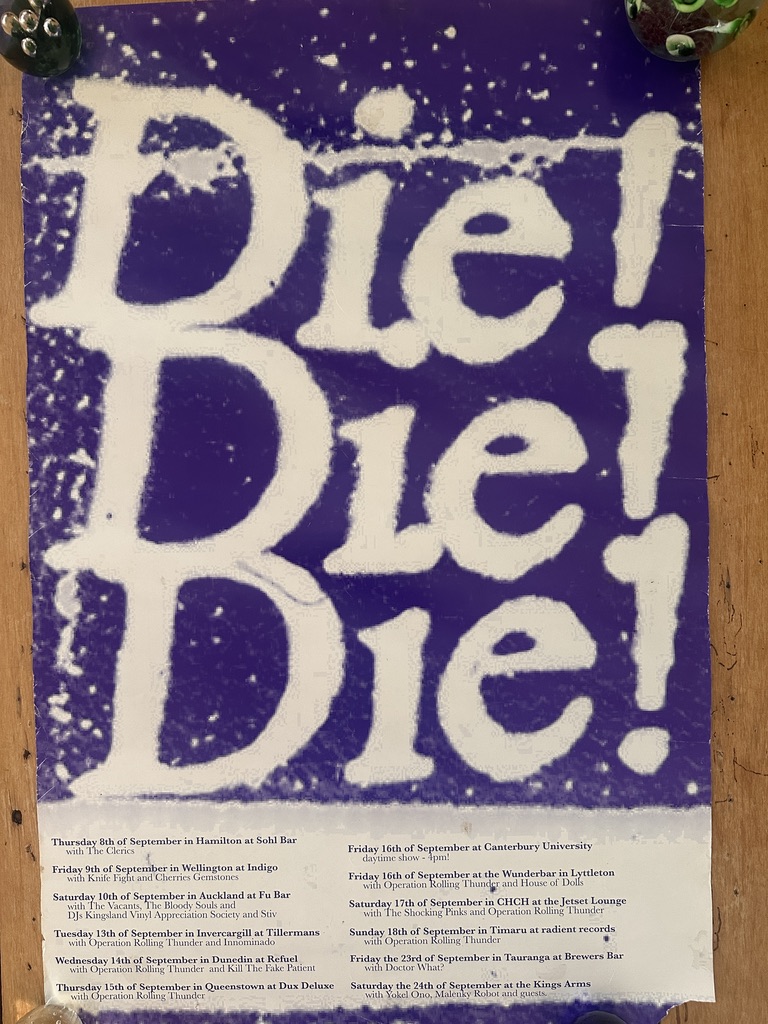 Die!
Die!
Die!
Thursday 8th of September in Hamilton at Sohl Bar
with The Clerics
Friday 9th of September in Wellington at Indigo
with Knife Fight and Cherries Gemstones
Saturday 10th of September in Auckland at Fu Bar
with The Vacants, The Bloody Souls and
DJs Kingsland Vinyl Appreciation Society and Stiv
Tuesday 13th of September in Invercargill at Tillermans
with Operation Rolling Thunder and Innominado
Wednesday 14th of September in Dunedin at Refuel
with Operation Rolling Thunder and Kill The Fake Patient
Thursday 15th of September in Queenstown at Dux Deluxe
with Operation Rolling Thunder
Friday 16th of September at Canterbury University
daytime show - 4pm!
Friday 16th of September at the Wunderbar in Lyttleton
with Operation Rolling Thunder and House of Dolls
Saturday 17th of September in CHCH at the Jetset Lounge
with The Shocking Pinks and Operation Rolling Thunder
Sunday 18th of September in Timaru at radient records
with Operation Rolling Thunder
Friday the 23rd of September in Tauranga at Brewers Bar
with Doctor What?
Saturday the 24th of September at the Kings Arms
with Yokel Ono, Malenky Robot and guests.